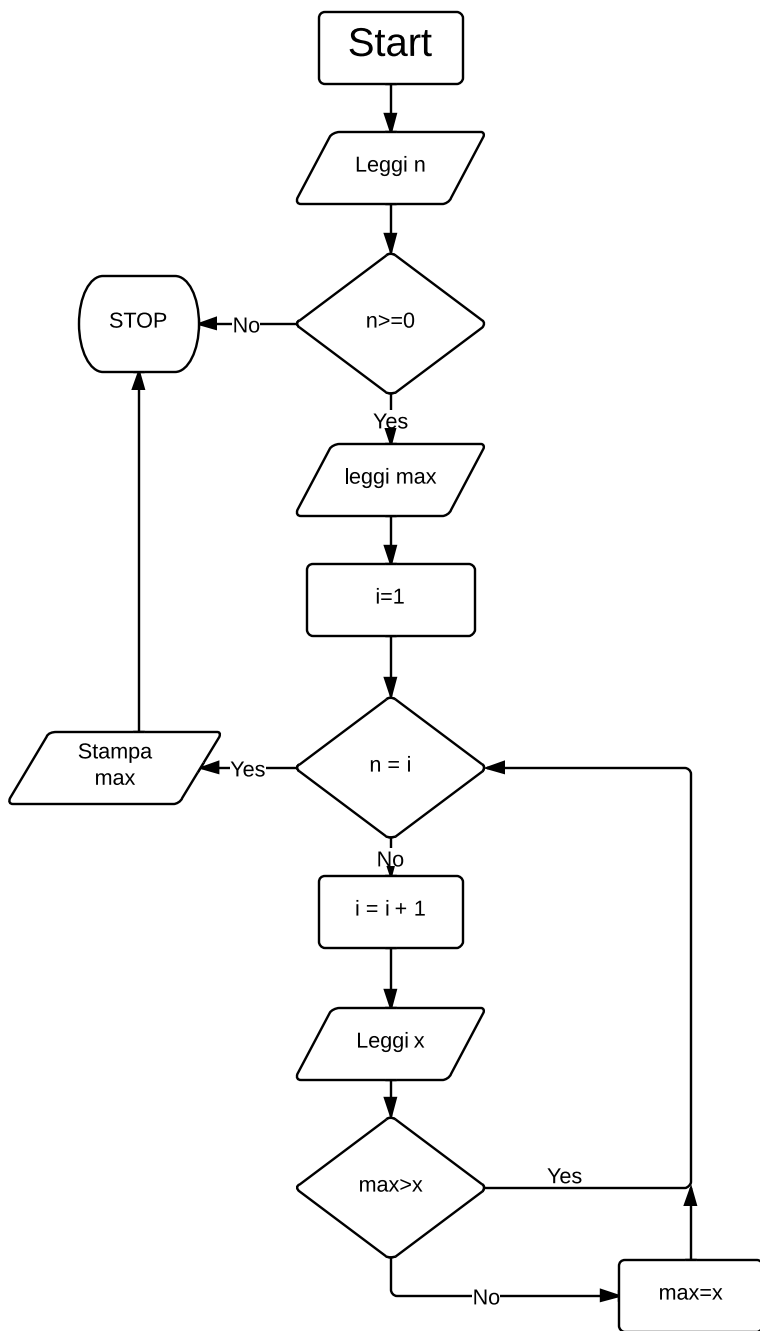 Start
Leggi n
n>=0
No
STOP
Yes
leggi max
i=1
n = i
Yes
Stampa
max
No
i = i + 1
Leggi x
max>x
Yes
No
max=x